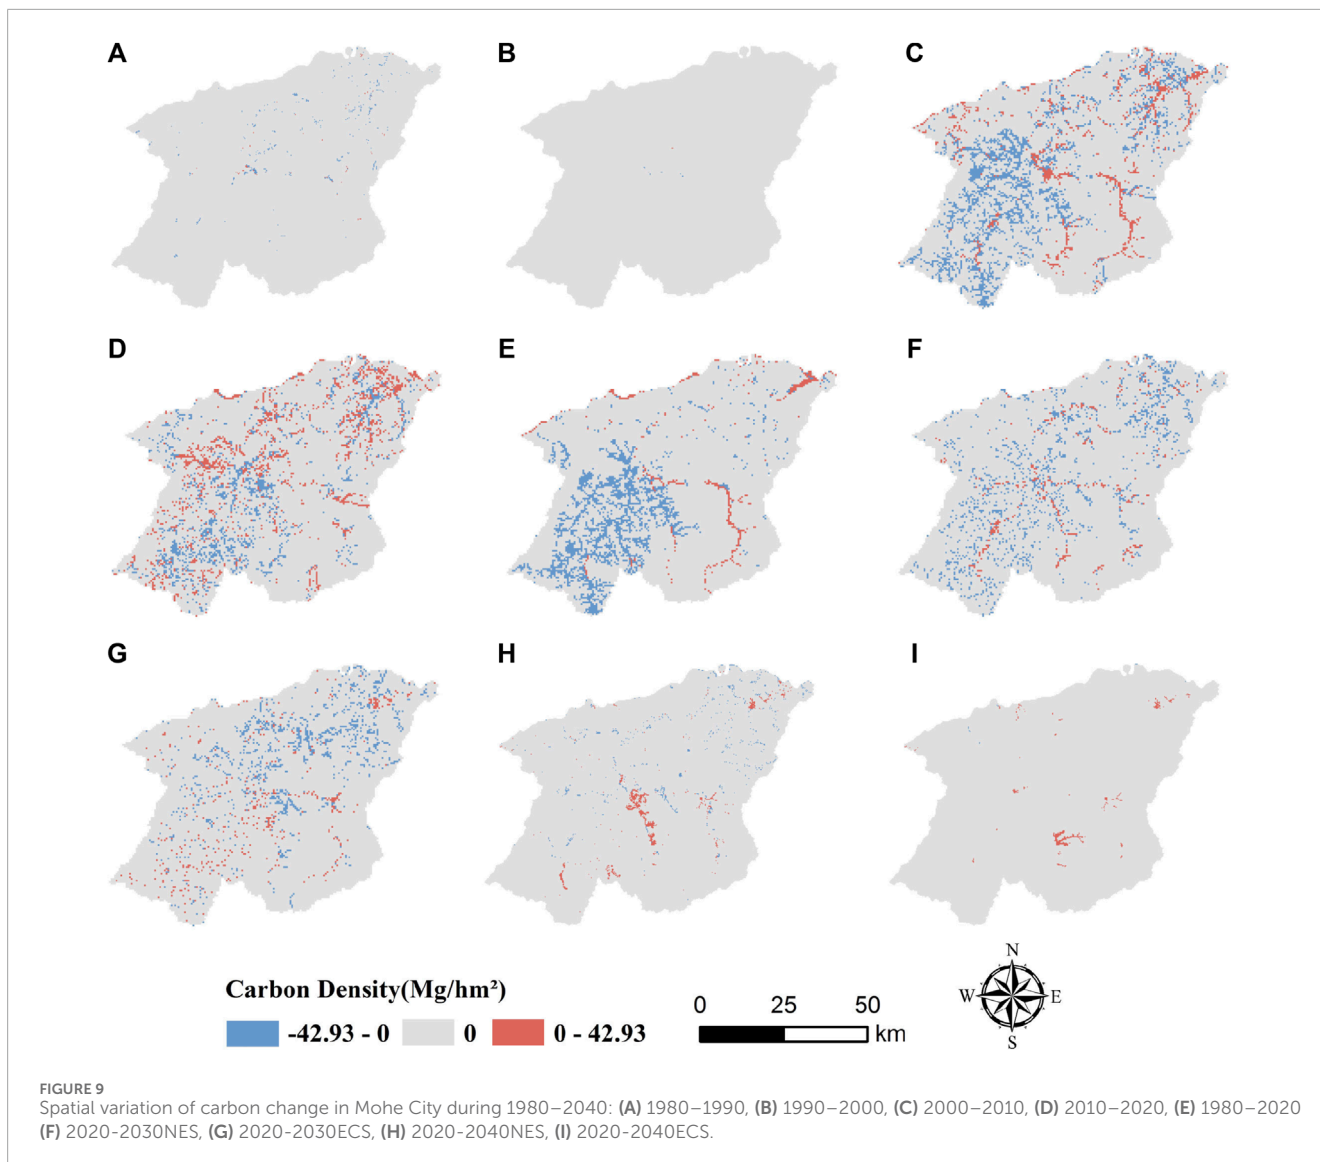 A
B
C
D
E
F
G
H
I
Carbon Density(Mg/hm²)
-42.93 - 0
0
0 - 42.93
0 25 50
km
N
W E
S
FIGURE 9
Spatial variation of carbon change in Mohe City during 1980–2040: (A) 1980–1990, (B) 1990–2000, (C) 2000–2010, (D) 2010–2020, (E) 1980–2020
(F) 2020-2030NES, (G) 2020-2030ECS, (H) 2020-2040NES, (I) 2020-2040ECS.